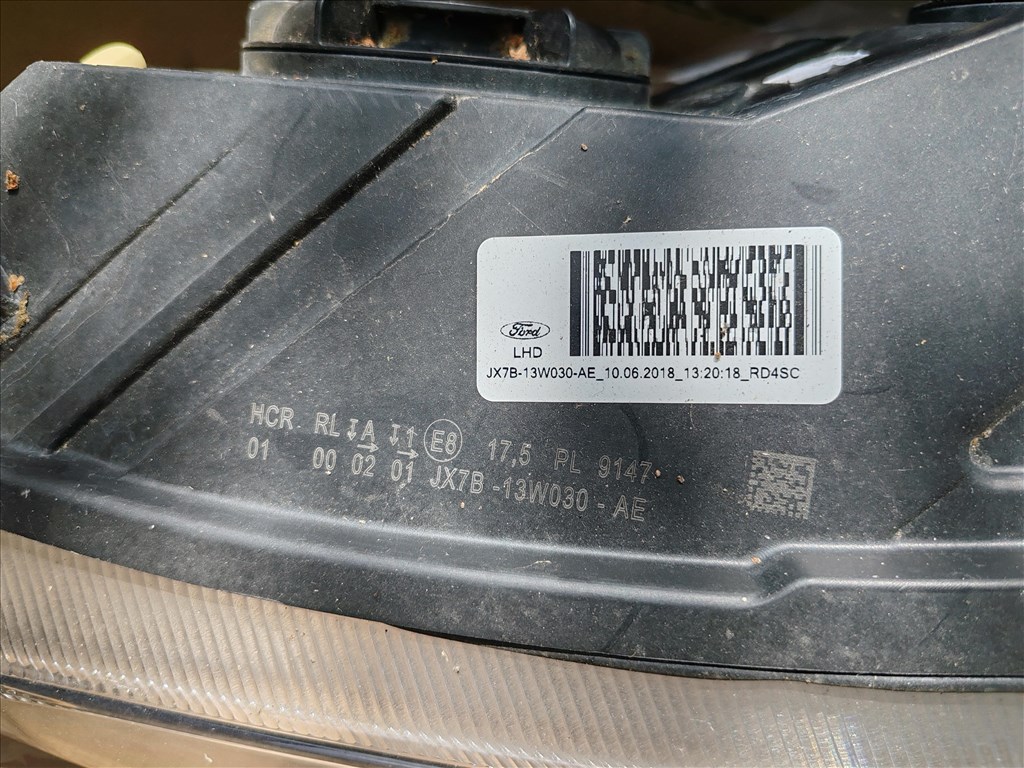 Ford
LHD
JX7B-13W030-AE_10.06.2018_13:20:18_RD4SC
HCR RL A 1 E8 17,5 PL 9147
01 00 02 01 JX7B-13W030-AE